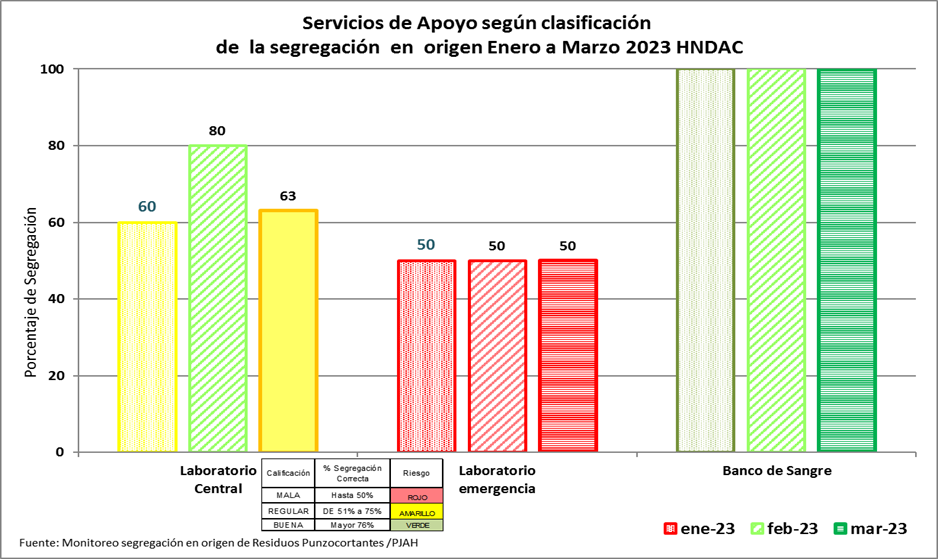 Servicios de Apoyo según clasificación
de la segregación en origen Enero a Marzo 2023 HNDAC
Porcentaje de Segregación
100
80
60
40
20
0
60
80
63
50
50
50
Laboratorio
Central
Laboratorio
emergencia
Banco de Sangre
Calificación % Segregación Correcta Riesgo
MALA Hasta 50% ROJO
REGULAR DE 51% a 75% AMARILLO
BUENA Mayor 76% VERDE
ene-23 feb-23 mar-23
Fuente: Monitoreo segregación en origen de Residuos Punzocortantes /PJAH